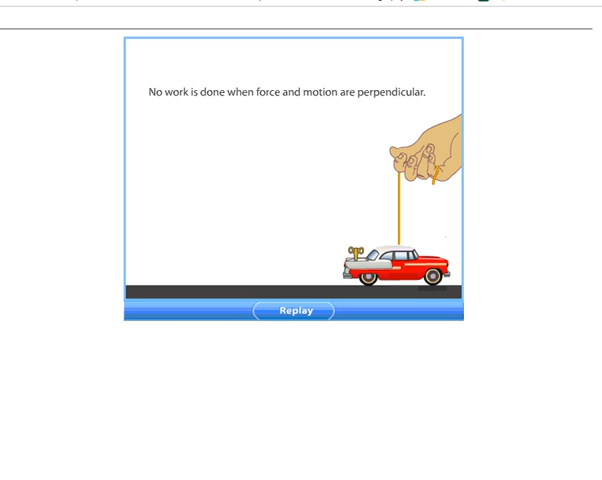 No work is done when force and motion are perpendicular.
Replay